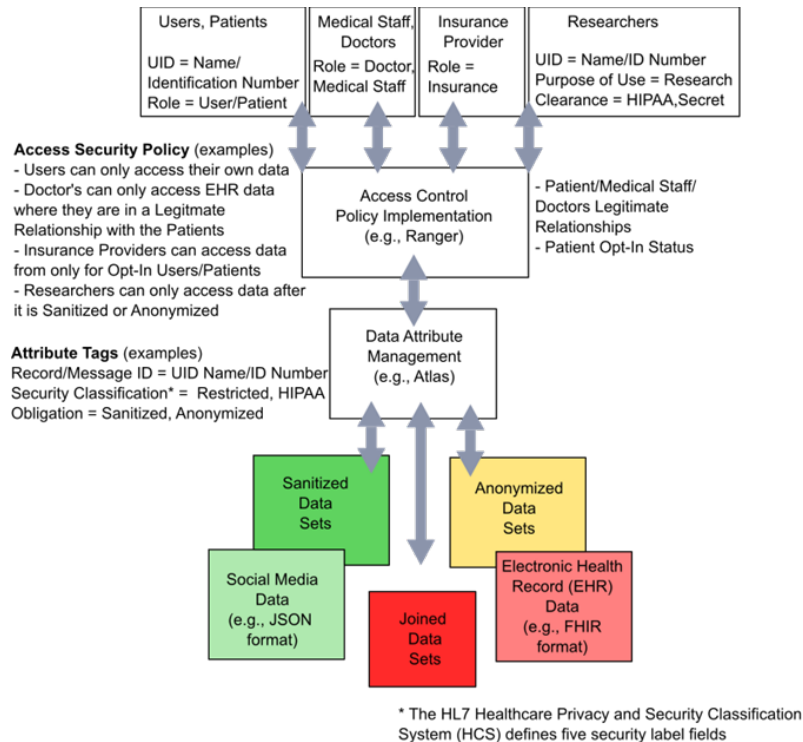 Users, Patients
UID = Name/
Identification Number
Role = User/Patient
Medical Staff,
Doctors
Role = Doctor,
Medical Staff
Insurance
Provider
Role =
Insurance
Researchers
UID = Name/ID Number
Purpose of Use = Research
Clearance = HIPAA,Secret
Access Security Policy (examples)
- Users can only access their own data
- Doctor's can only access EHR data
where they are in a Legitmate
Relationship with the Patients
- Insurance Providers can access data
from only for Opt-In Users/Patients
- Researchers can only access data after
it is Sanitized or Anonymized
Access Control
Policy Implementation
(e.g., Ranger)
- Patient/Medical Staff/
Doctors Legitimate
Relationships
- Patient Opt-In Status
Attribute Tags (examples)
Record/Message ID = UID Name/ID Number
Security Classification* = Restricted, HIPAA
Obligation = Sanitized, Anonymized
Data Attribute
Management
(e.g., Atlas)
Sanitized
Data
Sets
Anonymized
Data
Sets
Social Media
Data
(e.g., JSON
format)
Joined
Data
Sets
Electronic Health
Record (EHR)
Data
(e.g., FHIR
format)
* The HL7 Healthcare Privacy and Security Classification
System (HCS) defines five security label fields